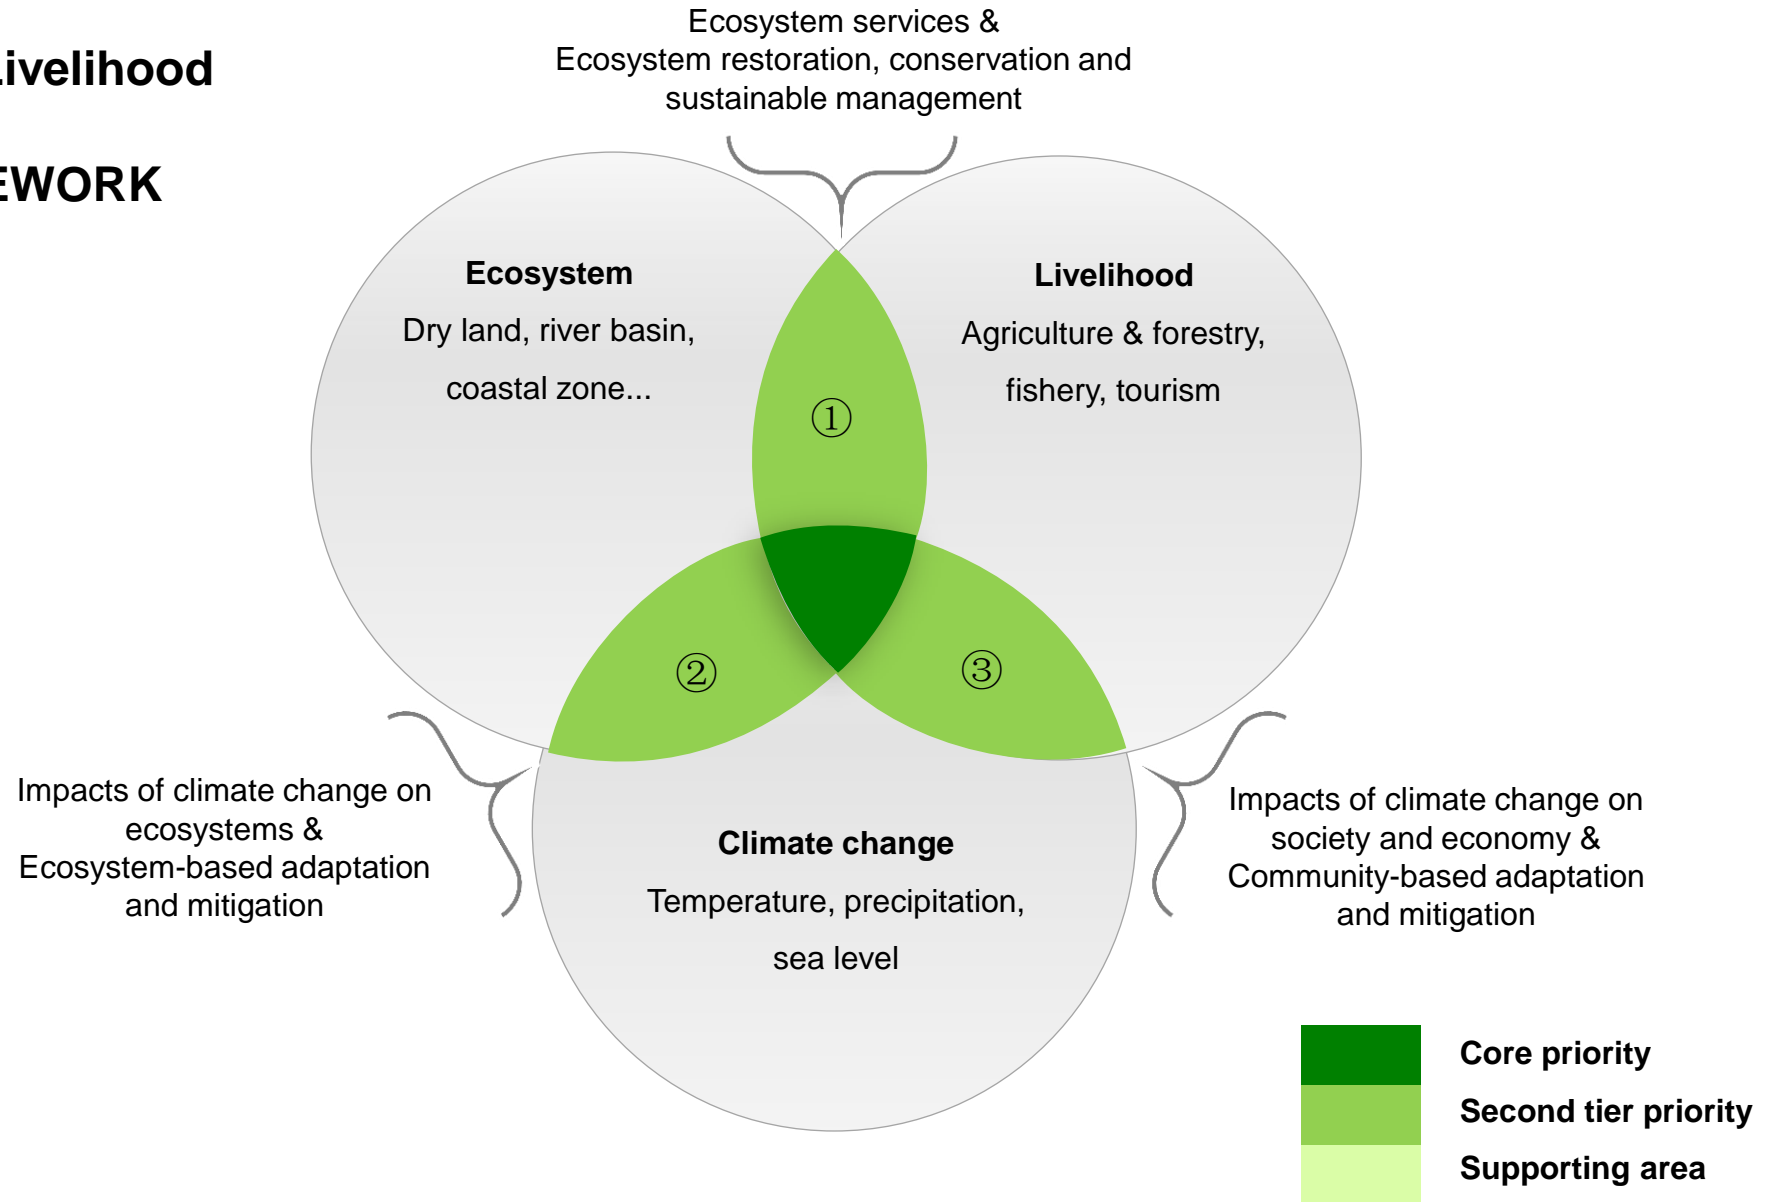 Livelihood
EWORK
Ecosystem services &
Ecosystem restoration, conservation and
sustainable management
Ecosystem
Dry land, river basin,
coastal zone...
Livelihood
Agriculture & forestry,
fishery, tourism
①
②
③
Impacts of climate change on
ecosystems &
Ecosystem-based adaptation
and mitigation
Climate change
Temperature, precipitation,
sea level
Impacts of climate change on
society and economy &
Community-based adaptation
and mitigation
Core priority
Second tier priority
Supporting area